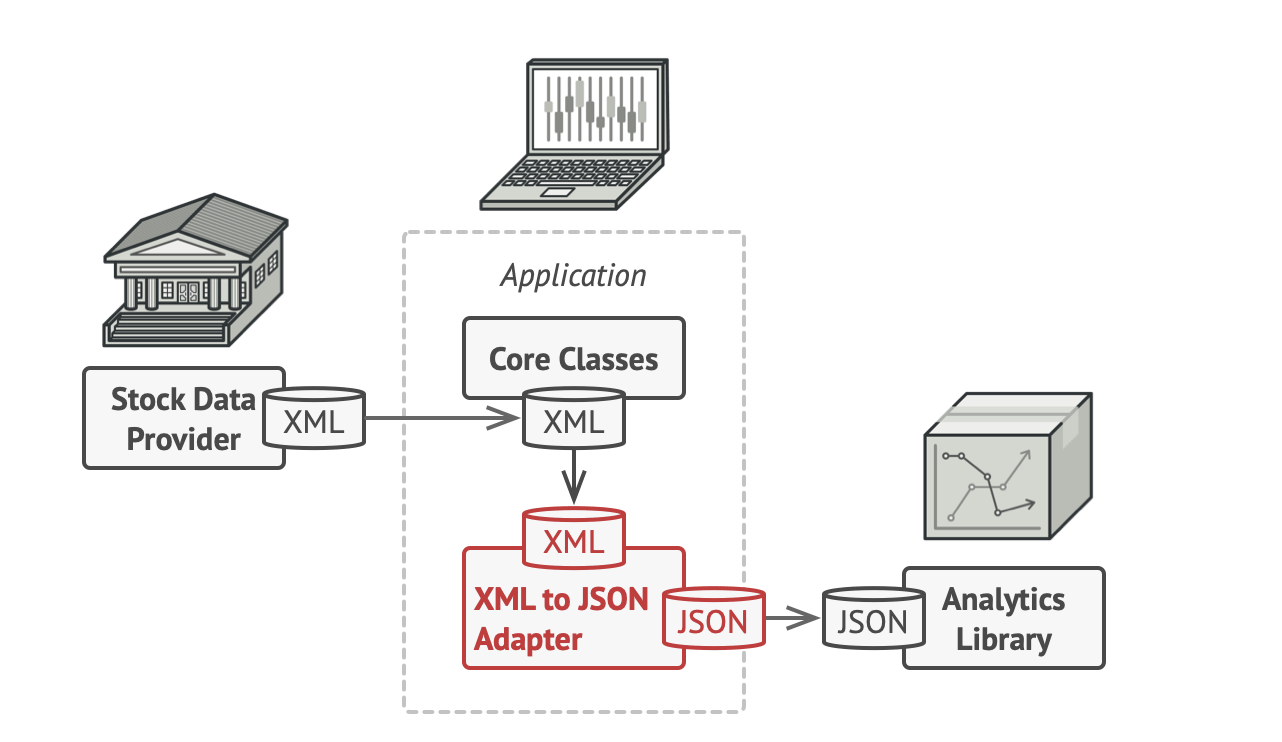 Application
Core Classes
Stock Data
Provider
XML
XML
XML
XML to JSON
Adapter
JSON
JSON
Analytics
Library